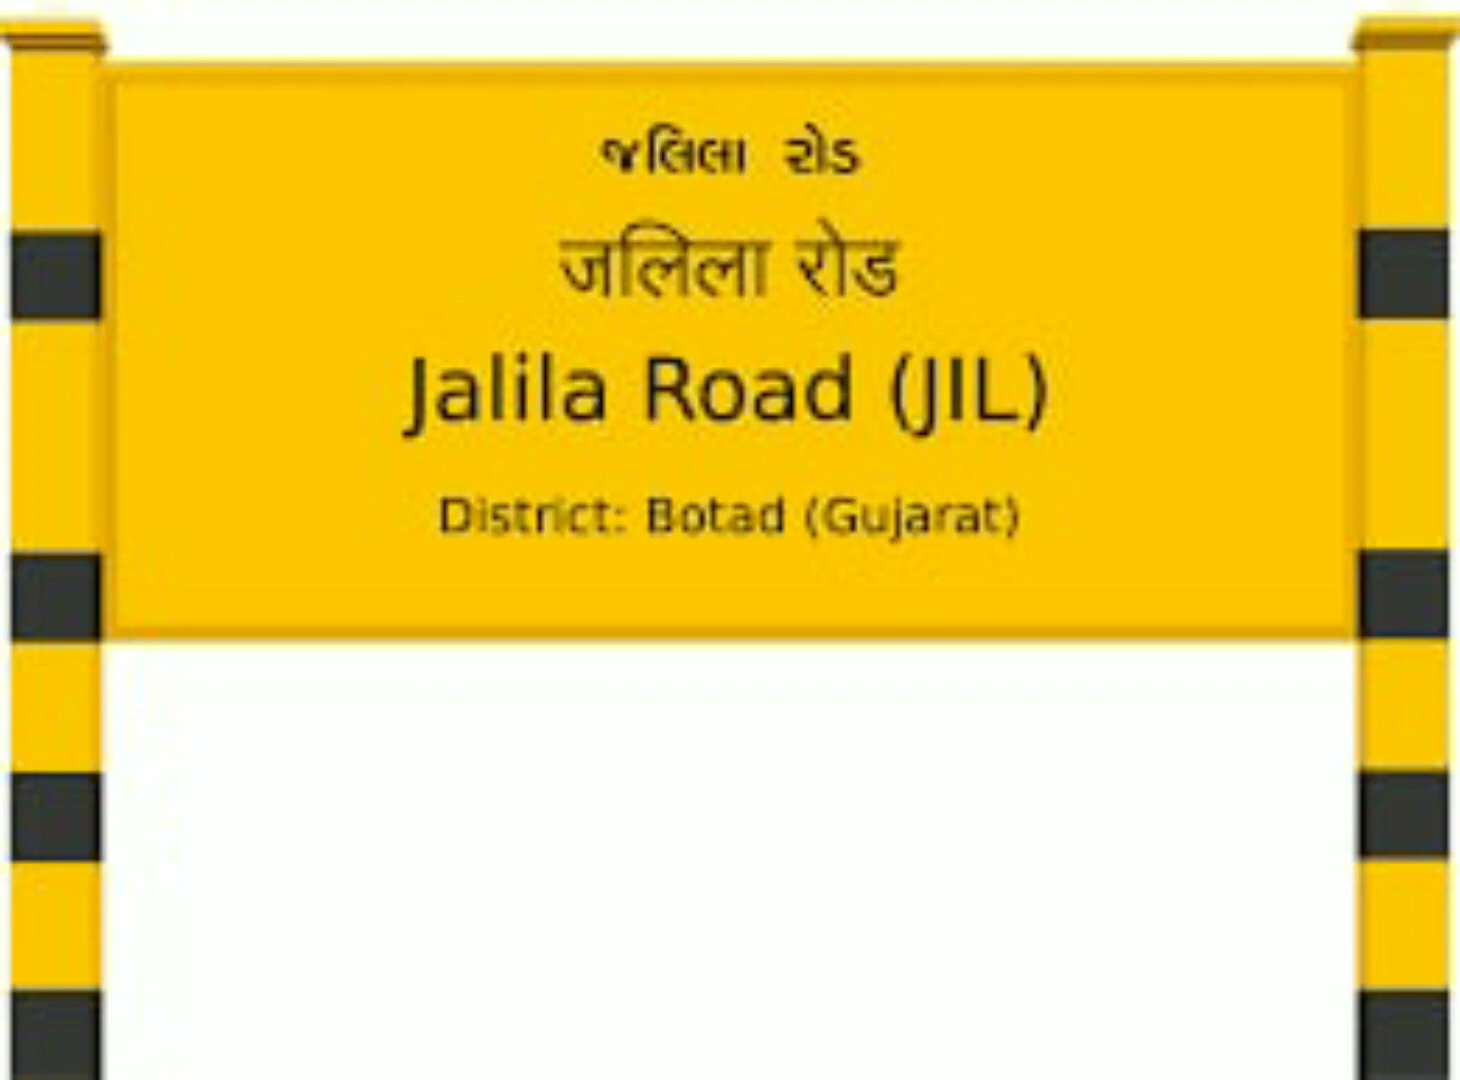 જલિલા રોડ
जलिला रोड
Jalila Road (JIL)
District: Botad (Gujarat)